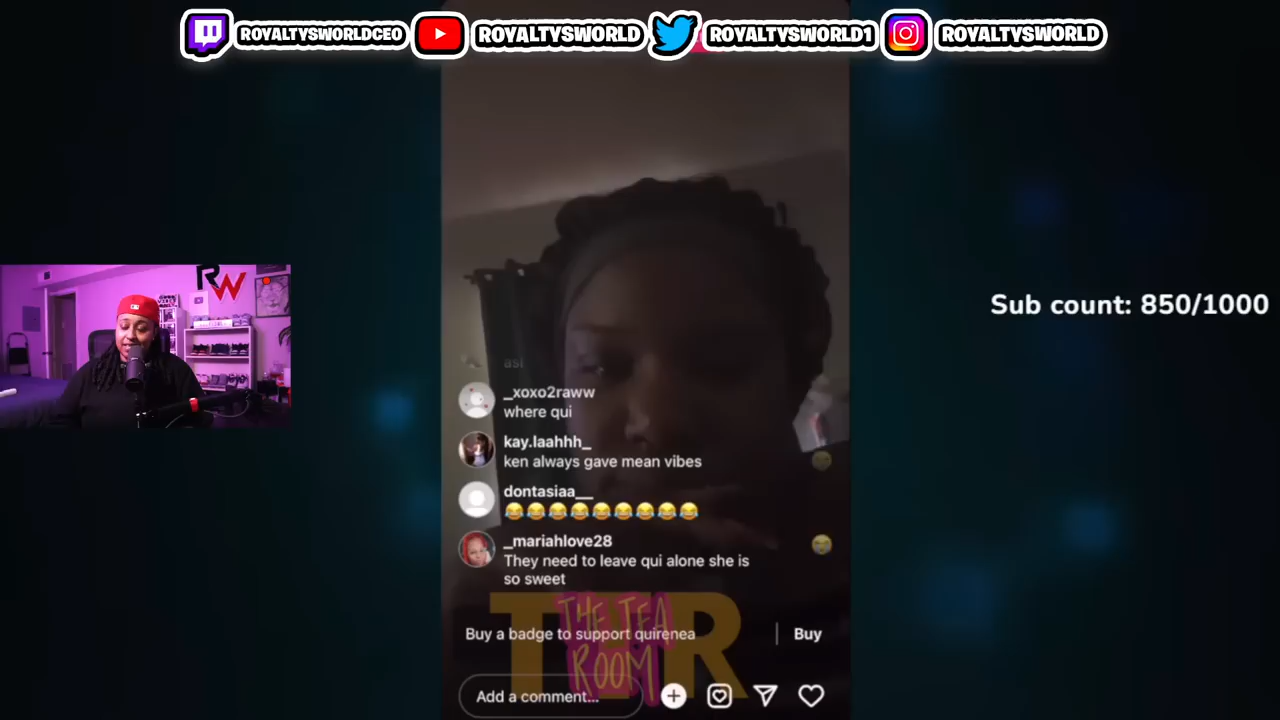 ROYALTYSWORLDCEO
ROYALTYSWORLD
ROYALTYSWORLD1
ROYALTYSWORLD
RW
Sub count: 850/1000
asi
_xoxo2raww
where qui
kay.laahhh_
ken always gave mean vibes
dontasiaa__
😂😂😂😂😂😂😂😂😂
_mariahlove28
They need to leave qui alone she is
so sweet
THE TEA
ROOM
TTR
Buy a badge to support quirenea
Buy
Add a comment...